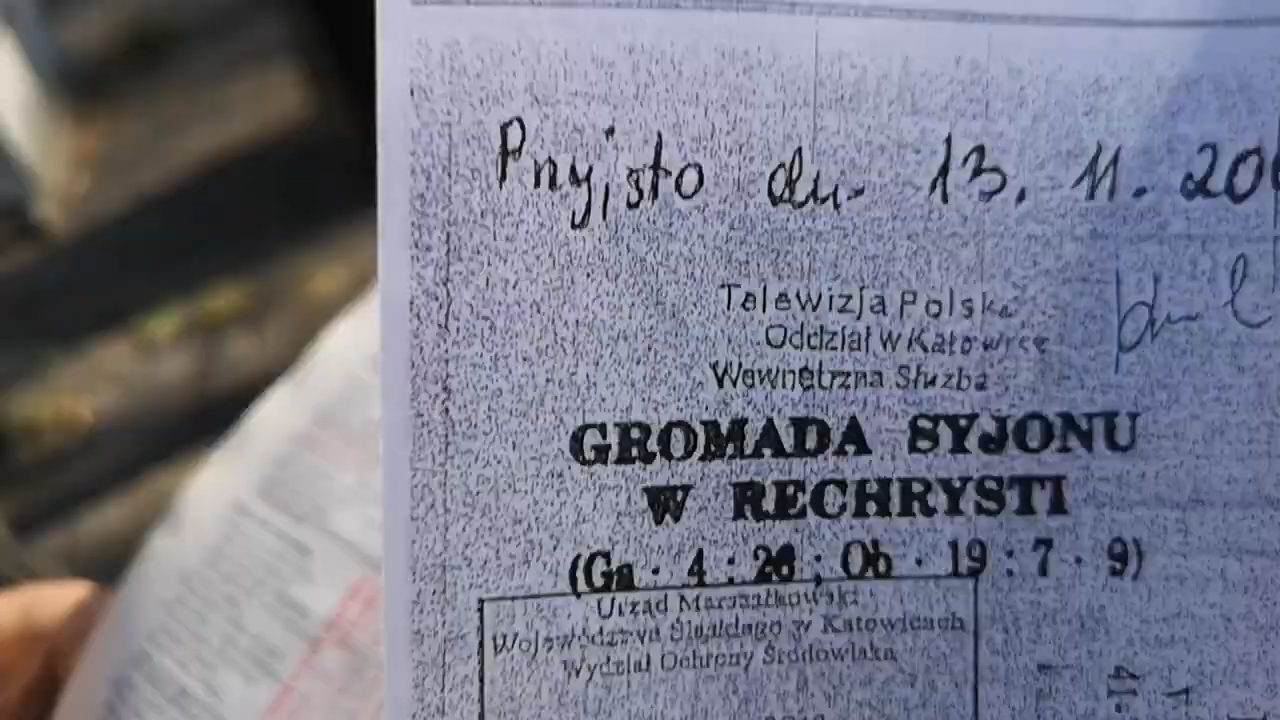 Przyjęto dn. 13. 11. 20
Telewizja Polska
Oddział w Katowice
Wewnętrzna Służba
GROMADA SYJONU
W RECHRYSTI
(Ga · 4 : 26 ; Ob · 19 : 7 · 9)
Urząd Marszałkowski
Województwa Śląskiego w Katowicach
Wydział Ochrony Środowiska